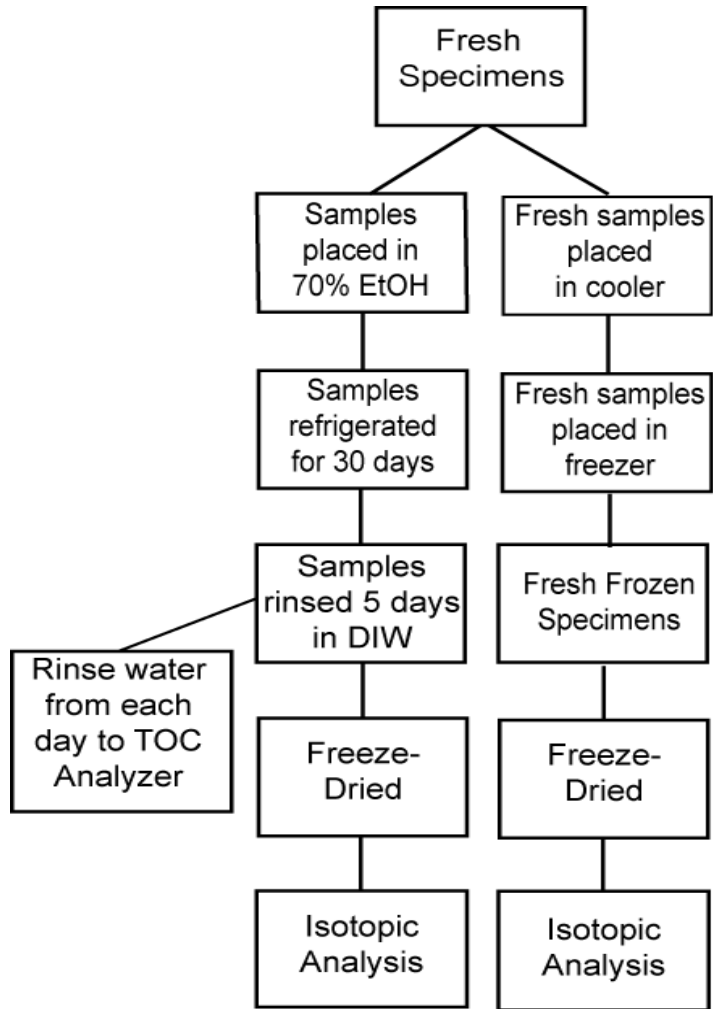 Fresh
Specimens
Samples
placed in
70% EtOH
Fresh samples
placed
in cooler
Samples
refrigerated
for 30 days
Fresh samples
placed in
freezer
Samples
rinsed 5 days
in DIW
Fresh Frozen
Specimens
Rinse water
from each
day to TOC
Analyzer
Freeze-
Dried
Freeze-
Dried
Isotopic
Analysis
Isotopic
Analysis